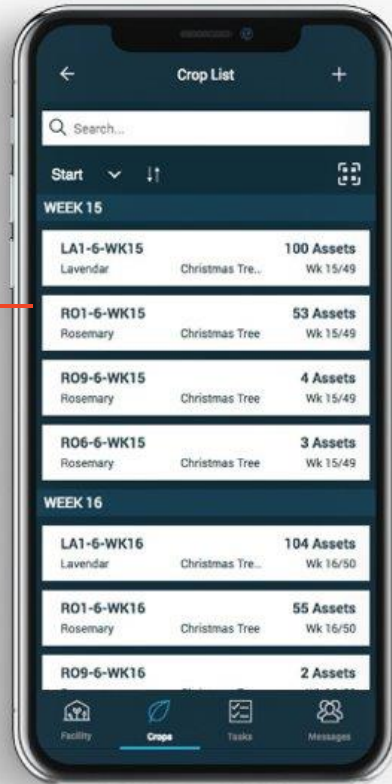 Crop List
Search...
Start
WEEK 15
LA1-6-WK15 100 Assets
Lavendar Christmas Tre.. Wk 15/49
RO1-6-WK15 53 Assets
Rosemary Christmas Tree Wk 15/49
RO9-6-WK15 4 Assets
Rosemary Christmas Tree Wk 15/49
RO6-6-WK15 3 Assets
Rosemary Christmas Tree Wk 15/49
WEEK 16
LA1-6-WK16 104 Assets
Lavendar Christmas Tre.. Wk 16/50
RO1-6-WK16 55 Assets
Rosemary Christmas Tree Wk 16/50
RO9-6-WK16 2 Assets
Facility Crops Tasks Messages